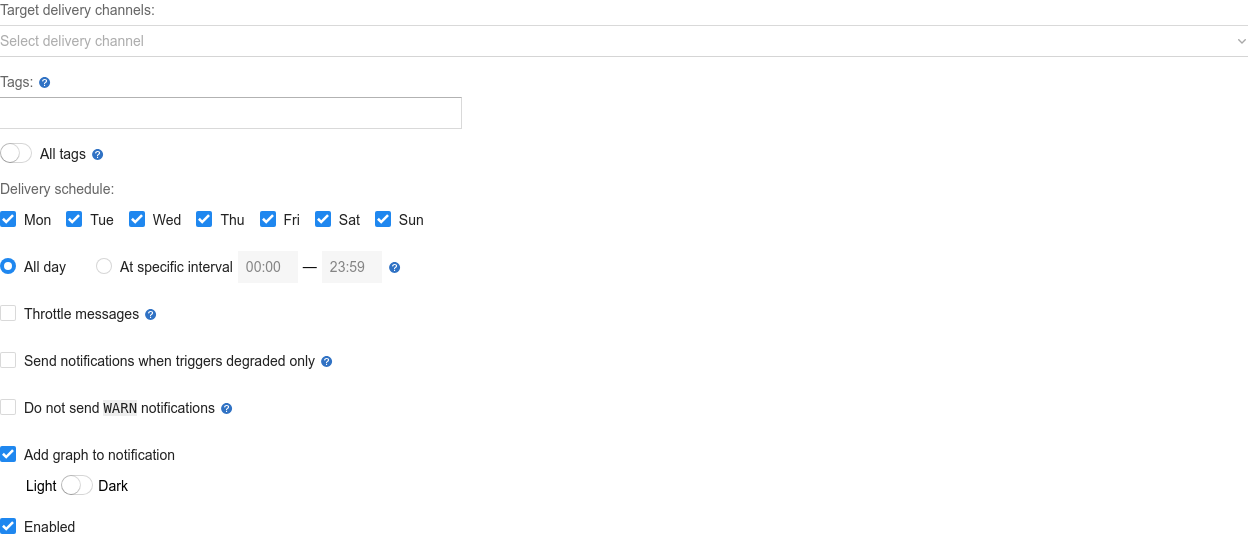 Target delivery channels:
Select delivery channel
Tags: ?
All tags ?
Delivery schedule:
Mon Tue Wed Thu Fri Sat Sun
All day At specific interval 00:00 — 23:59 ?
Throttle messages ?
Send notifications when triggers degraded only ?
Do not send WARN notifications ?
Add graph to notification
Light Dark
Enabled